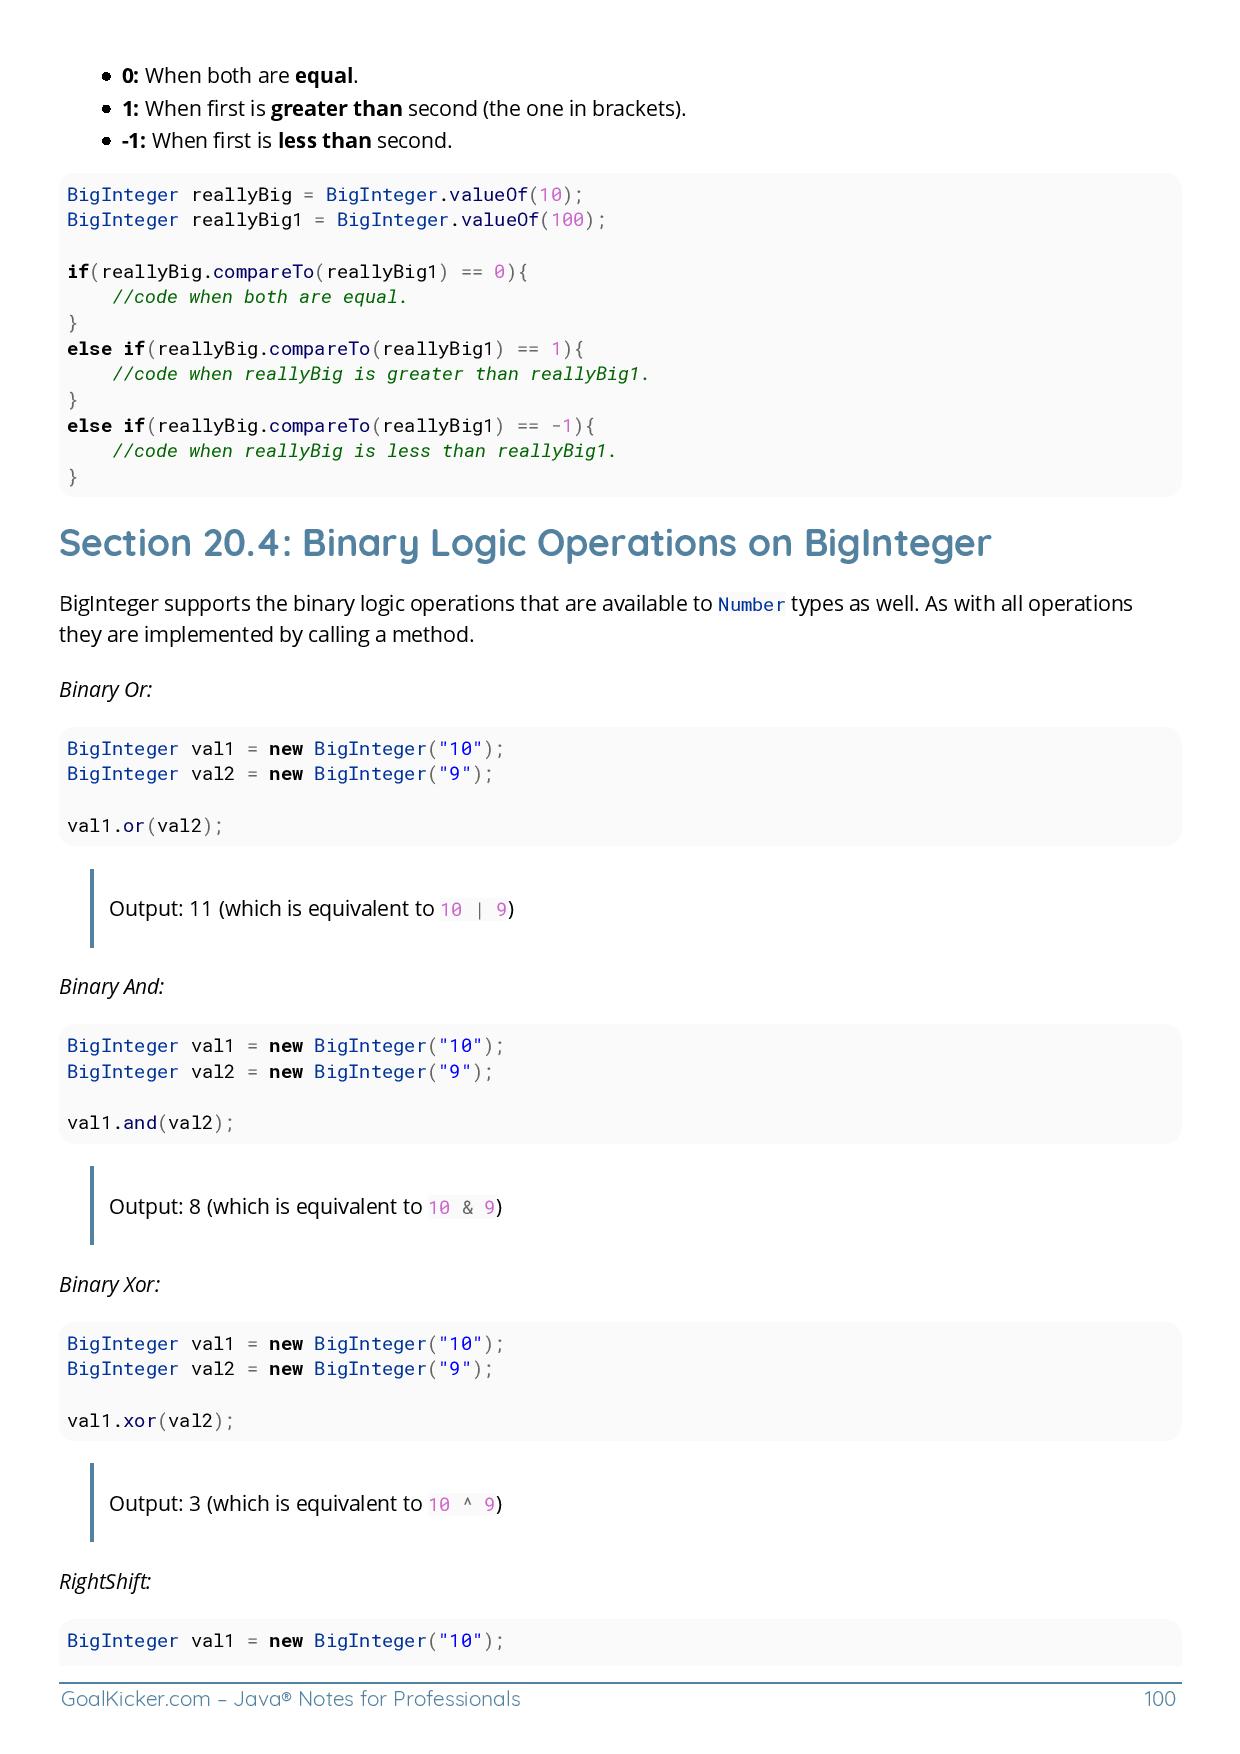 • 0: When both are equal.
• 1: When first is greater than second (the one in brackets).
• -1: When first is less than second.
BigInteger reallyBig = BigInteger.valueOf(10);
BigInteger reallyBig1 = BigInteger.valueOf(100);
if(reallyBig.compareTo(reallyBig1) == 0){
    //code when both are equal.
}
else if(reallyBig.compareTo(reallyBig1) == 1){
    //code when reallyBig is greater than reallyBig1.
}
else if(reallyBig.compareTo(reallyBig1) == -1){
    //code when reallyBig is less than reallyBig1.
}
Section 20.4: Binary Logic Operations on BigInteger
BigInteger supports the binary logic operations that are available to Number types as well. As with all operations
they are implemented by calling a method.
Binary Or:
BigInteger val1 = new BigInteger("10");
BigInteger val2 = new BigInteger("9");
val1.or(val2);
Output: 11 (which is equivalent to 10 | 9)
Binary And:
BigInteger val1 = new BigInteger("10");
BigInteger val2 = new BigInteger("9");
val1.and(val2);
Output: 8 (which is equivalent to 10 & 9)
Binary Xor:
BigInteger val1 = new BigInteger("10");
BigInteger val2 = new BigInteger("9");
val1.xor(val2);
Output: 3 (which is equivalent to 10 ^ 9)
RightShift:
BigInteger val1 = new BigInteger("10");
GoalKicker.com – Java® Notes for Professionals 100